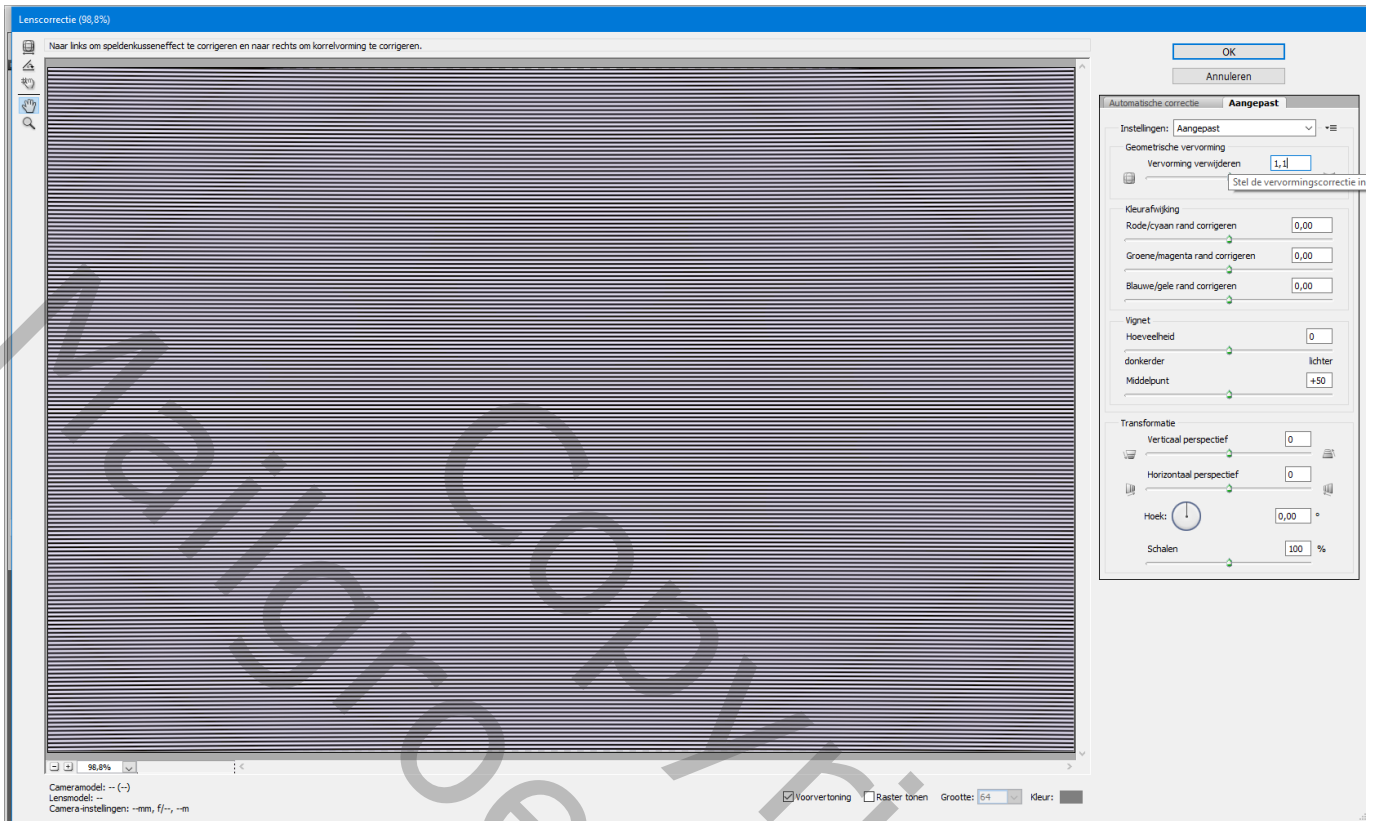 Lenscorrectie (98,8%)
Naar links om speldenkusseneffect te corrigeren en naar rechts om korrelvorming te corrigeren.
OK
Annuleren
Automatische correctie Aangepast
Instellingen: Aangepast
Geometrische vervorming
Vervorming verwijderen 1,1
Stel de vervormingscorrectie in
Kleurafwijking
Rode/cyaan rand corrigeren 0,00
Groene/magenta rand corrigeren 0,00
Blauwe/gele rand corrigeren 0,00
Vignet
Hoeveelheid 0
donkerder lichter
Middelpunt +50
Transformatie
Verticaal perspectief 0
Horizontaal perspectief 0
Hoek: 0,00 °
Schalen 100 %
98,8%
Cameramodel: -- (--)
Lensmodel: --
Camera-instellingen: --mm, f/--, --m
Voorvertoning Raster tonen Grootte: 64 Kleur:
Mailgroe
Copyri